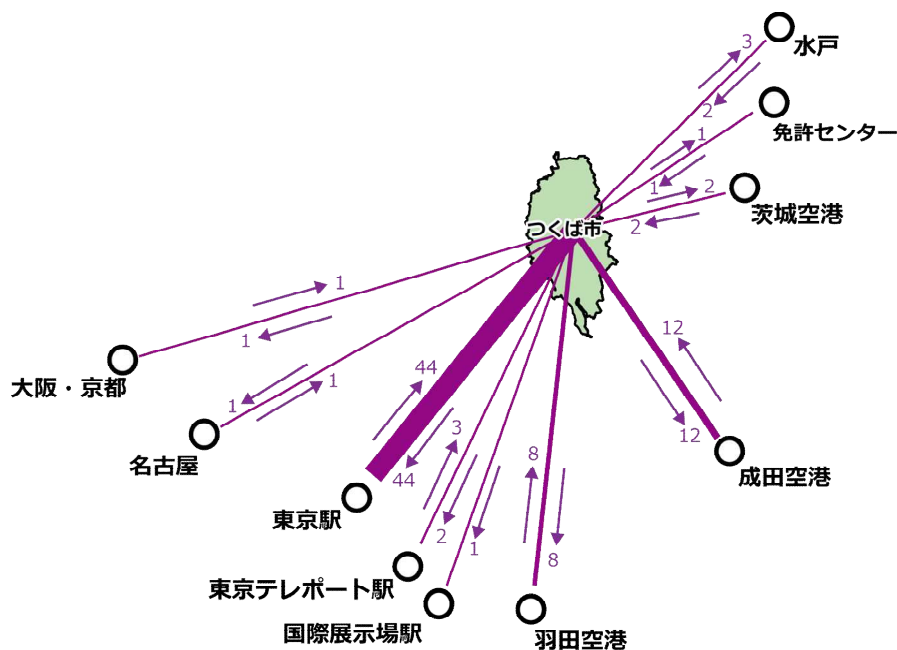 3
水戸
2
免許センター
1
1
2
茨城空港
2
つくば市
1
1
12
大阪・京都
44
1
1
3
12
名古屋
8
成田空港
44
東京駅
2
1
8
東京テレポート駅
国際展示場駅
羽田空港